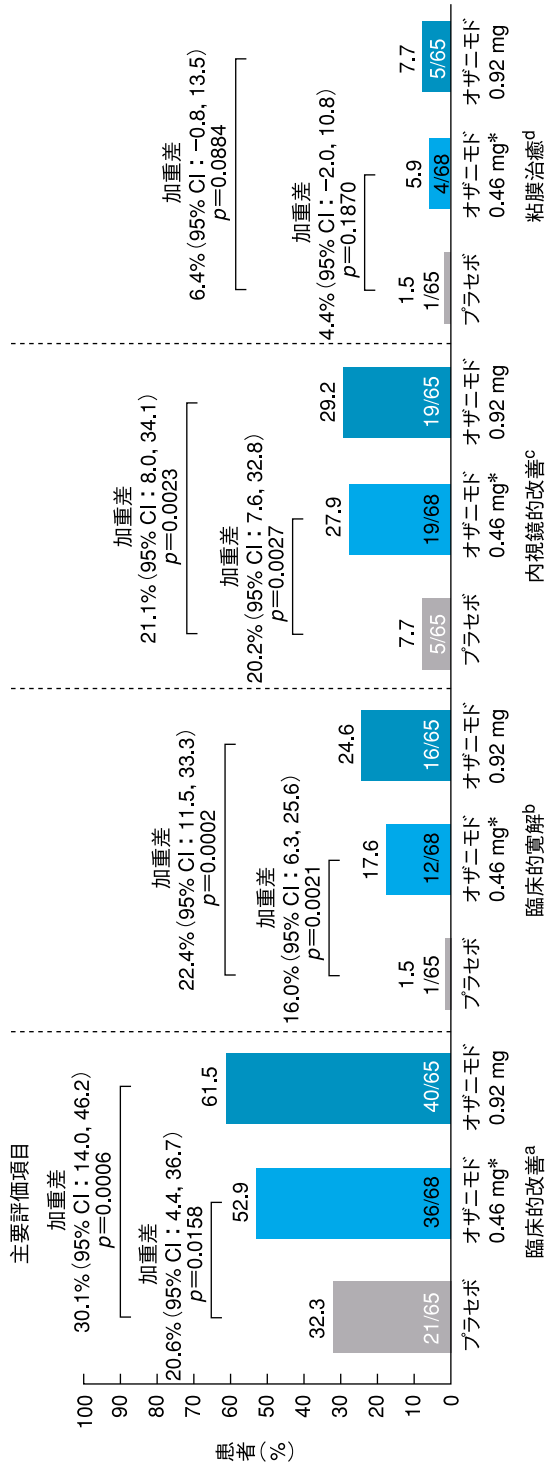 主要評価項目
患者(%)
100
90
80
70
60
50
40
30
20
10
0
加重差
30.1% (95% CI：14.0, 46.2)
p＝0.0006
加重差
20.6% (95% CI：4.4, 36.7)
p＝0.0158
32.3
21/65
プラセボ
52.9
36/68
オザニモド
0.46 mg*
61.5
40/65
オザニモド
0.92 mg
臨床的改善a
加重差
22.4% (95% CI：11.5, 33.3)
p＝0.0002
加重差
16.0% (95% CI：6.3, 25.6)
p＝0.0021
1.5
1/65
プラセボ
17.6
12/68
オザニモド
0.46 mg*
24.6
16/65
オザニモド
0.92 mg
臨床的寛解b
加重差
21.1% (95% CI：8.0, 34.1)
p＝0.0023
加重差
20.2% (95% CI：7.6, 32.8)
p＝0.0027
7.7
5/65
プラセボ
27.9
19/68
オザニモド
0.46 mg*
29.2
19/65
オザニモド
0.92 mg
内視鏡的改善c
加重差
6.4% (95% CI：−0.8, 13.5)
p＝0.0884
加重差
4.4% (95% CI：−2.0, 10.8)
p＝0.1870
1.5
1/65
プラセボ
5.9
4/68
オザニモド
0.46 mg*
7.7
5/65
オザニモド
0.92 mg
粘膜治癒d